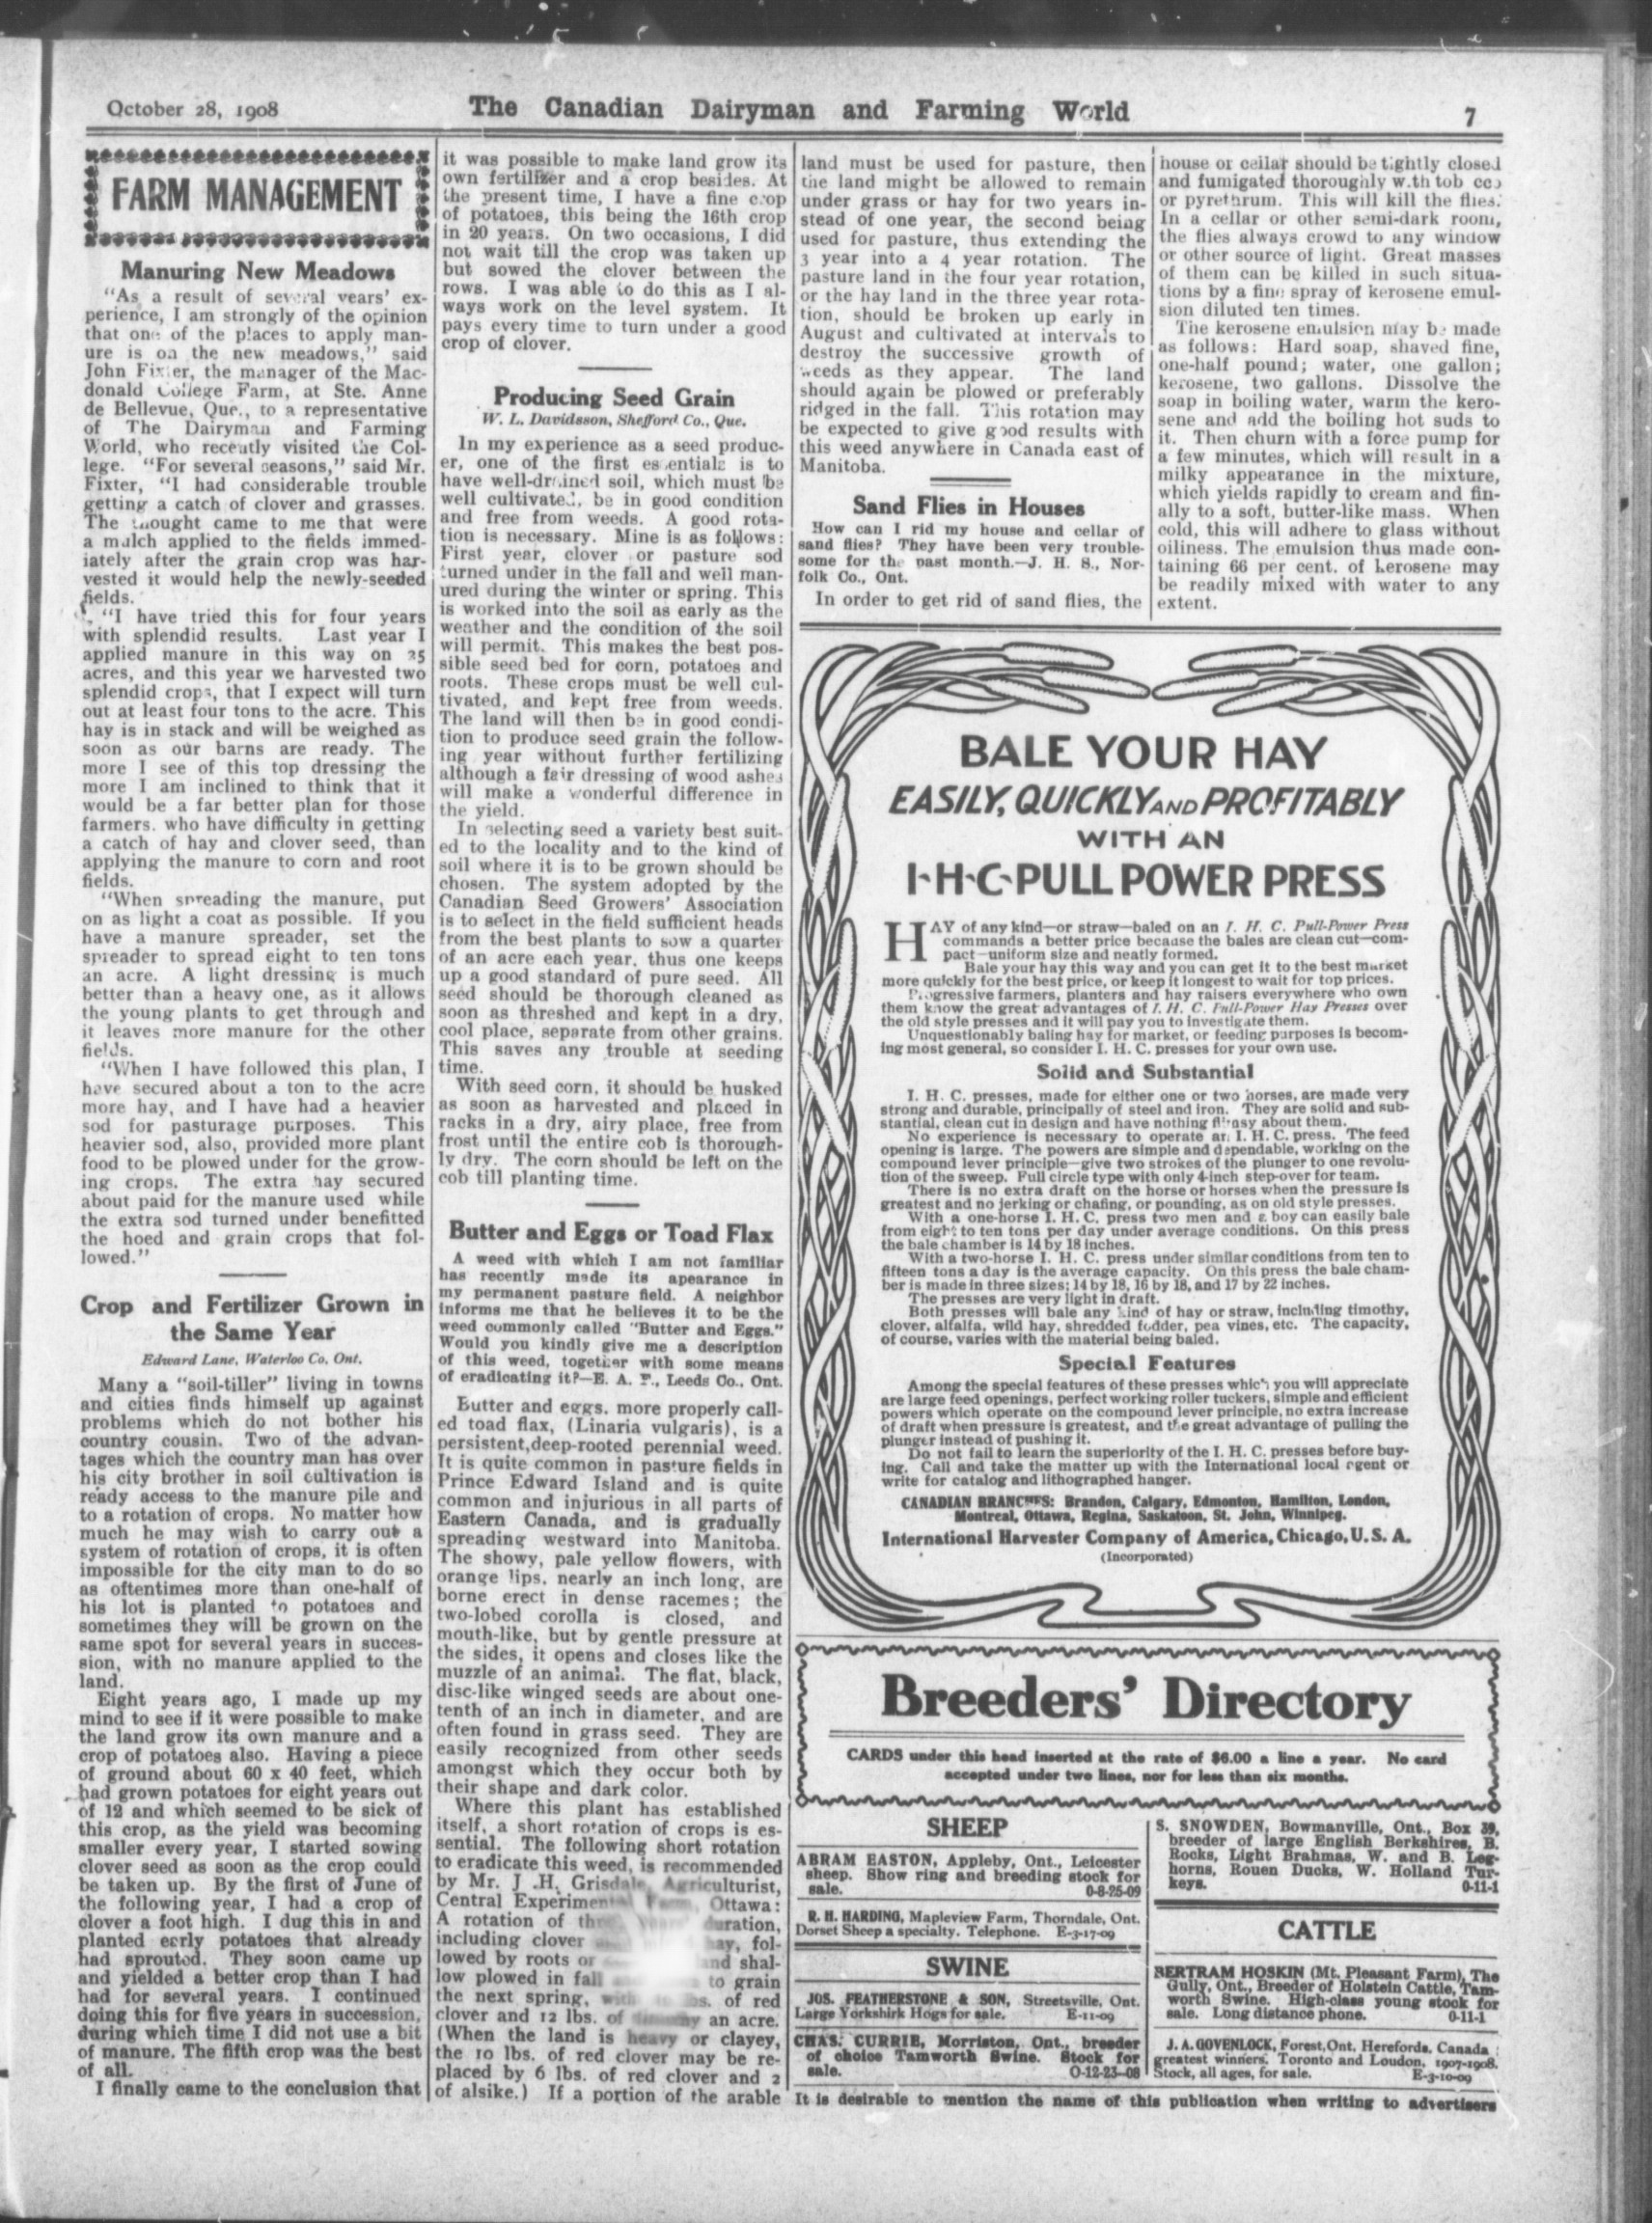 October 28, 1908
The Canadian Dairyman and Farming World
7
FARM MANAGEMENT
Manuring New Meadows
"As a result of several years' ex-
perience, I am strongly of the opinion
that one of the places to apply man-
ure is on the new meadows," said
John Fixter, the manager of the Mac-
donald College Farm, at Ste. Anne
de Bellevue, Que., to a representative
of The Dairyman and Farming
World, who recently visited the Col-
lege. "For several seasons," said Mr.
Fixter, "I had considerable trouble
getting a catch of clover and grasses.
The thought came to me that were
a mulch applied to the fields immed-
iately after the grain crop was har-
vested it would help the newly-seeded
fields.
"I have tried this for four years
with splendid results. Last year I
applied manure in this way on 25
acres, and this year we harvested two
splendid crops, that I expect will turn
out at least four tons to the acre. This
hay is in stack and will be weighed as
soon as our barns are ready. The
more I see of this top dressing the
more I am inclined to think that it
would be a far better plan for those
farmers. who have difficulty in getting
a catch of hay and clover seed, than
applying the manure to corn and root
fields.
"When spreading the manure, put
on as light a coat as possible. If you
have a manure spreader, set the
spreader to spread eight to ten tons
an acre. A light dressing is much
better than a heavy one, as it allows
the young plants to get through and
it leaves more manure for the other
fields.
"When I have followed this plan, I
have secured about a ton to the acre
more hay, and I have had a heavier
sod for pasturage purposes. This
heavier sod, also, provided more plant
food to be plowed under for the grow-
ing crops. The extra hay secured
about paid for the manure used while
the extra sod turned under benefitted
the hoed and grain crops that fol-
lowed."
Crop and Fertilizer Grown in
the Same Year
Edward Lane, Waterloo Co. Ont.
Many a "soil-tiller" living in towns
and cities finds himself up against
problems which do not bother his
country cousin. Two of the advan-
tages which the country man has over
his city brother in soil cultivation is
ready access to the manure pile and
to a rotation of crops. No matter how
much he may wish to carry out a
system of rotation of crops, it is often
impossible for the city man to do so
as oftentimes more than one-half of
his lot is planted to potatoes and
sometimes they will be grown on the
same spot for several years in succes-
sion, with no manure applied to the
land.
Eight years ago, I made up my
mind to see if it were possible to make
the land grow its own manure and a
crop of potatoes also. Having a piece
of ground about 60 x 40 feet, which
had grown potatoes for eight years out
of 12 and which seemed to be sick of
this crop, as the yield was becoming
smaller every year, I started sowing
clover seed as soon as the crop could
be taken up. By the first of June of
the following year, I had a crop of
clover a foot high. I dug this in and
planted early potatoes that already
had sprouted. They soon came up
and yielded a better crop than I had
had for several years. I continued
doing this for five years in succession,
during which time I did not use a bit
of manure. The fifth crop was the best
of all.
I finally came to the conclusion that
it was possible to make land grow its
own fertilizer and a crop besides. At
the present time, I have a fine crop
of potatoes, this being the 16th crop
in 20 years. On two occasions, I did
not wait till the crop was taken up
but sowed the clover between the
rows. I was able to do this as I al-
ways work on the level system. It
pays every time to turn under a good
crop of clover.
Producing Seed Grain
W. L. Davidsson, Shefford Co., Que.
In my experience as a seed produc-
er, one of the first essentials is to
have well-drained soil, which must be
well cultivated, be in good condition
and free from weeds. A good rota-
tion is necessary. Mine is as follows:
First year, clover or pasture sod
turned under in the fall and well man-
ured during the winter or spring. This
is worked into the soil as early as the
weather and the condition of the soil
will permit. This makes the best pos-
sible seed bed for corn, potatoes and
roots. These crops must be well cul-
tivated, and kept free from weeds.
The land will then be in good condi-
tion to produce seed grain the follow-
ing year without further fertilizing
although a fair dressing of wood ashes
will make a wonderful difference in
the yield.
In selecting seed a variety best suit-
ed to the locality and to the kind of
soil where it is to be grown should be
chosen. The system adopted by the
Canadian Seed Growers' Association
is to select in the field sufficient heads
from the best plants to sow a quarter
of an acre each year, thus one keeps
up a good standard of pure seed. All
seed should be thorough cleaned as
soon as threshed and kept in a dry,
cool place, separate from other grains.
This saves any trouble at seeding
time.
With seed corn, it should be husked
as soon as harvested and placed in
racks in a dry, airy place, free from
frost until the entire cob is thorough-
ly dry. The corn should be left on the
cob till planting time.
Butter and Eggs or Toad Flax
A weed with which I am not familiar
has recently made its apearance in
my permanent pasture field. A neighbor
informs me that he believes it to be the
weed commonly called "Butter and Eggs."
Would you kindly give me a description
of this weed, together with some means
of eradicating it?—E. A. F., Leeds Co., Ont.
Butter and eggs, more properly call-
ed toad flax, (Linaria vulgaris), is a
persistent, deep-rooted perennial weed.
It is quite common in pasture fields in
Prince Edward Island and is quite
common and injurious in all parts of
Eastern Canada, and is gradually
spreading westward into Manitoba.
The showy, pale yellow flowers, with
orange lips, nearly an inch long, are
borne erect in dense racemes; the
two-lobed corolla is closed, and
mouth-like, but by gentle pressure at
the sides, it opens and closes like the
muzzle of an animal. The flat, black,
disc-like winged seeds are about one-
tenth of an inch in diameter, and are
often found in grass seed. They are
easily recognized from other seeds
amongst which they occur both by
their shape and dark color.
Where this plant has established
itself, a short rotation of crops is es-
sential. The following short rotation
to eradicate this weed, is recommended
by Mr. J .H. Grisdale, Agriculturist,
Central Experimental Farm, Ottawa:
A rotation of three years' duration,
including clover hay, fol-
lowed by roots or and shal-
low plowed in fall to grain
the next spring, with lbs. of red
clover and 12 lbs. of timothy an acre.
(When the land is heavy or clayey,
the 10 lbs. of red clover may be re-
placed by 6 lbs. of red clover and 2
of alsike.) If a portion of the arable
land must be used for pasture, then
the land might be allowed to remain
under grass or hay for two years in-
stead of one year, the second being
used for pasture, thus extending the
3 year into a 4 year rotation. The
pasture land in the four year rotation,
or the hay land in the three year rota-
tion, should be broken up early in
August and cultivated at intervals to
destroy the successive growth of
weeds as they appear. The land
should again be plowed or preferably
ridged in the fall. This rotation may
be expected to give good results with
this weed anywhere in Canada east of
Manitoba.
Sand Flies in Houses
How can I rid my house and cellar of
sand flies? They have been very trouble-
some for the past month.—J. H. S., Nor-
folk Co., Ont.
In order to get rid of sand flies, the
house or cellar should be tightly closed
and fumigated thoroughly with tobacco
or pyrethrum. This will kill the flies.
In a cellar or other semi-dark room,
the flies always crowd to any window
or other source of light. Great masses
of them can be killed in such situa-
tions by a fine spray of kerosene emul-
sion diluted ten times.
The kerosene emulsion may be made
as follows: Hard soap, shaved fine,
one-half pound; water, one gallon;
kerosene, two gallons. Dissolve the
soap in boiling water, warm the kero-
sene and add the boiling hot suds to
it. Then churn with a force pump for
a few minutes, which will result in a
milky appearance in the mixture,
which yields rapidly to cream and fin-
ally to a soft, butter-like mass. When
cold, this will adhere to glass without
oiliness. The emulsion thus made con-
taining 66 per cent. of kerosene may
be readily mixed with water to any
extent.
BALE YOUR HAY
EASILY, QUICKLY AND PROFITABLY
WITH AN
I-H-C-PULL POWER PRESS
HAY of any kind—or straw—baled on an I. H. C. Pull-Power Press
commands a better price because the bales are clean cut—com-
pact—uniform size and neatly formed.
Bale your hay this way and you can get it to the best market
more quickly for the best price, or keep it longest to wait for top prices.
Progressive farmers, planters and hay raisers everywhere who own
them know the great advantages of I. H. C. Pull-Power Hay Presses over
the old style presses and it will pay you to investigate them.
Unquestionably baling hay for market, or feeding purposes is becom-
ing most general, so consider I. H. C. presses for your own use.
Solid and Substantial
I. H. C. presses, made for either one or two horses, are made very
strong and durable, principally of steel and iron. They are solid and sub-
stantial, clean cut in design and have nothing flimsy about them.
No experience is necessary to operate an I. H. C. press. The feed
opening is large. The powers are simple and dependable, working on the
compound lever principle—give two strokes of the plunger to one revolu-
tion of the sweep. Full circle type with only 4-inch step-over for team.
There is no extra draft on the horse or horses when the pressure is
greatest and no jerking or chafing, or pounding, as on old style presses.
With a one-horse I. H. C. press two men and a boy can easily bale
from eight to ten tons per day under average conditions. On this press
the bale chamber is 14 by 18 inches.
With a two-horse I. H. C. press under similar conditions from ten to
fifteen tons a day is the average capacity. On this press the bale cham-
ber is made in three sizes; 14 by 18, 16 by 18, and 17 by 22 inches.
The presses are very light in draft.
Both presses will bale any kind of hay or straw, including timothy,
clover, alfalfa, wild hay, shredded fodder, pea vines, etc. The capacity,
of course, varies with the material being baled.
Special Features
Among the special features of these presses which you will appreciate
are large feed openings, perfect working roller tuckers, simple and efficient
powers which operate on the compound lever principle, no extra increase
of draft when pressure is greatest, and the great advantage of pulling the
plunger instead of pushing it.
Do not fail to learn the superiority of the I. H. C. presses before buy-
ing. Call and take the matter up with the International local agent or
write for catalog and lithographed hanger.
CANADIAN BRANCHES: Brandon, Calgary, Edmonton, Hamilton, London,
Montreal, Ottawa, Regina, Saskatoon, St. John, Winnipeg.
International Harvester Company of America, Chicago, U. S. A.
(Incorporated)
Breeders' Directory
CARDS under this head inserted at the rate of $6.00 a line a year. No card
accepted under two lines, nor for less than six months.
SHEEP
ABRAM EASTON, Appleby, Ont., Leicester
sheep. Show ring and breeding stock for
sale. 0-8-25-09
R. H. HARDING, Mapleview Farm, Thorndale, Ont.
Dorset Sheep a specialty. Telephone. E-3-17-09
SWINE
JOS. FEATHERSTONE & SON, Streetsville, Ont.
Large Yorkshirk Hogs for sale. E-11-09
CHAS. CURRIE, Morriston, Ont., breeder
of choice Tamworth Swine. Stock for
sale. O-12-23-08
S. SNOWDEN, Bowmanville, Ont., Box 39,
breeder of large English Berkshires, B.
Rocks, Light Brahmas, W. and B. Leg-
horns, Rouen Ducks, W. Holland Tur-
keys. 0-11-1
CATTLE
BERTRAM HOSKIN (Mt. Pleasant Farm), The
Gully, Ont., Breeder of Holstein Cattle, Tam-
worth Swine. High-class young stock for
sale. Long distance phone. 0-11-1
J. A. GOVENLOCK, Forest, Ont. Herefords, Canada
greatest winners. Toronto and Loudon, 1907-1908.
Stock, all ages, for sale. E-3-10-09
It is desirable to mention the name of this publication when writing to advertisers